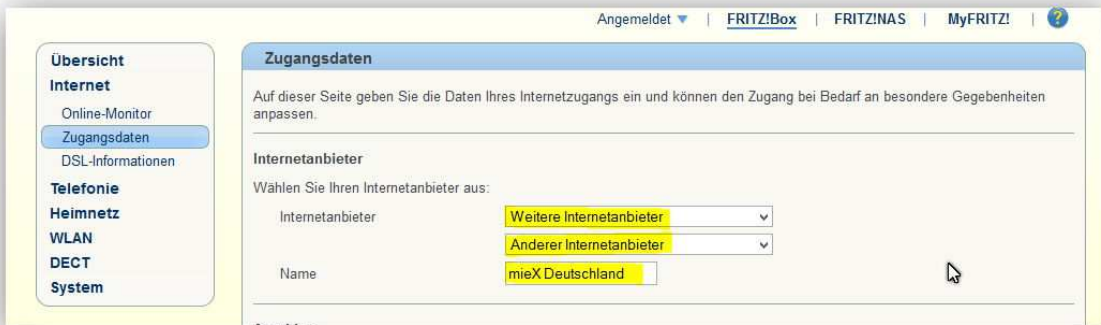 Angemeldet ▼ | FRITZ!Box | FRITZ!NAS | MyFRITZ! | ?
Übersicht
Internet
Online-Monitor
Zugangsdaten
DSL-Informationen
Telefonie
Heimnetz
WLAN
DECT
System
Zugangsdaten
Auf dieser Seite geben Sie die Daten Ihres Internetzugangs ein und können den Zugang bei Bedarf an besondere Gegebenheiten
anpassen.
Internetanbieter
Wählen Sie Ihren Internetanbieter aus:
Internetanbieter Weitere Internetanbieter
Anderer Internetanbieter
Name mieX Deutschland